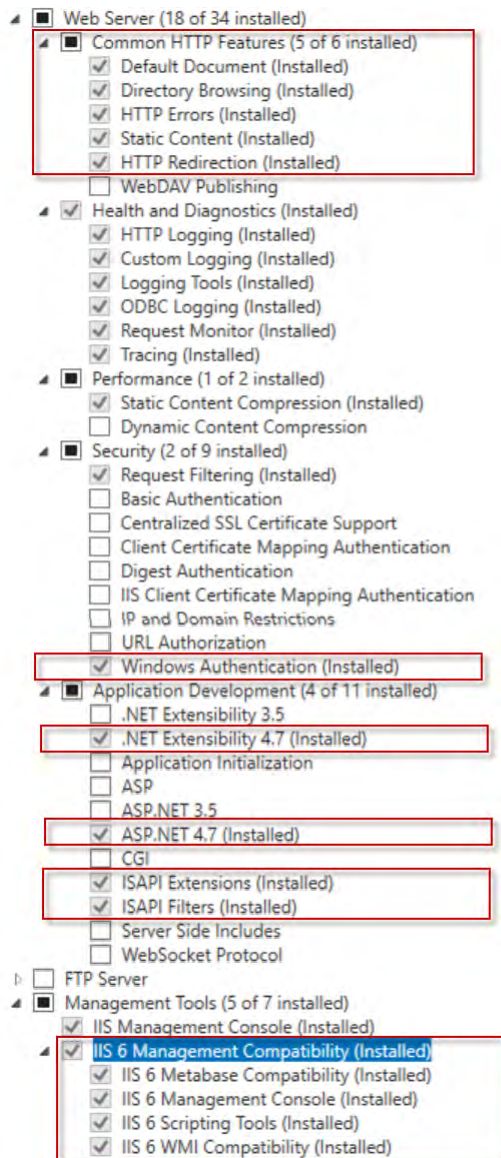 Web Server (18 of 34 installed)
Common HTTP Features (5 of 6 installed)
Default Document (Installed)
Directory Browsing (Installed)
HTTP Errors (Installed)
Static Content (Installed)
HTTP Redirection (Installed)
WebDAV Publishing
Health and Diagnostics (Installed)
HTTP Logging (Installed)
Custom Logging (Installed)
Logging Tools (Installed)
ODBC Logging (Installed)
Request Monitor (Installed)
Tracing (Installed)
Performance (1 of 2 installed)
Static Content Compression (Installed)
Dynamic Content Compression
Security (2 of 9 installed)
Request Filtering (Installed)
Basic Authentication
Centralized SSL Certificate Support
Client Certificate Mapping Authentication
Digest Authentication
IIS Client Certificate Mapping Authentication
IP and Domain Restrictions
URL Authorization
Windows Authentication (Installed)
Application Development (4 of 11 installed)
.NET Extensibility 3.5
.NET Extensibility 4.7 (Installed)
Application Initialization
ASP
ASP.NET 3.5
ASP.NET 4.7 (Installed)
CGI
ISAPI Extensions (Installed)
ISAPI Filters (Installed)
Server Side Includes
WebSocket Protocol
FTP Server
Management Tools (5 of 7 installed)
IIS Management Console (Installed)
IIS 6 Management Compatibility (Installed)
IIS 6 Metabase Compatibility (Installed)
IIS 6 Management Console (Installed)
IIS 6 Scripting Tools (Installed)
IIS 6 WMI Compatibility (Installed)